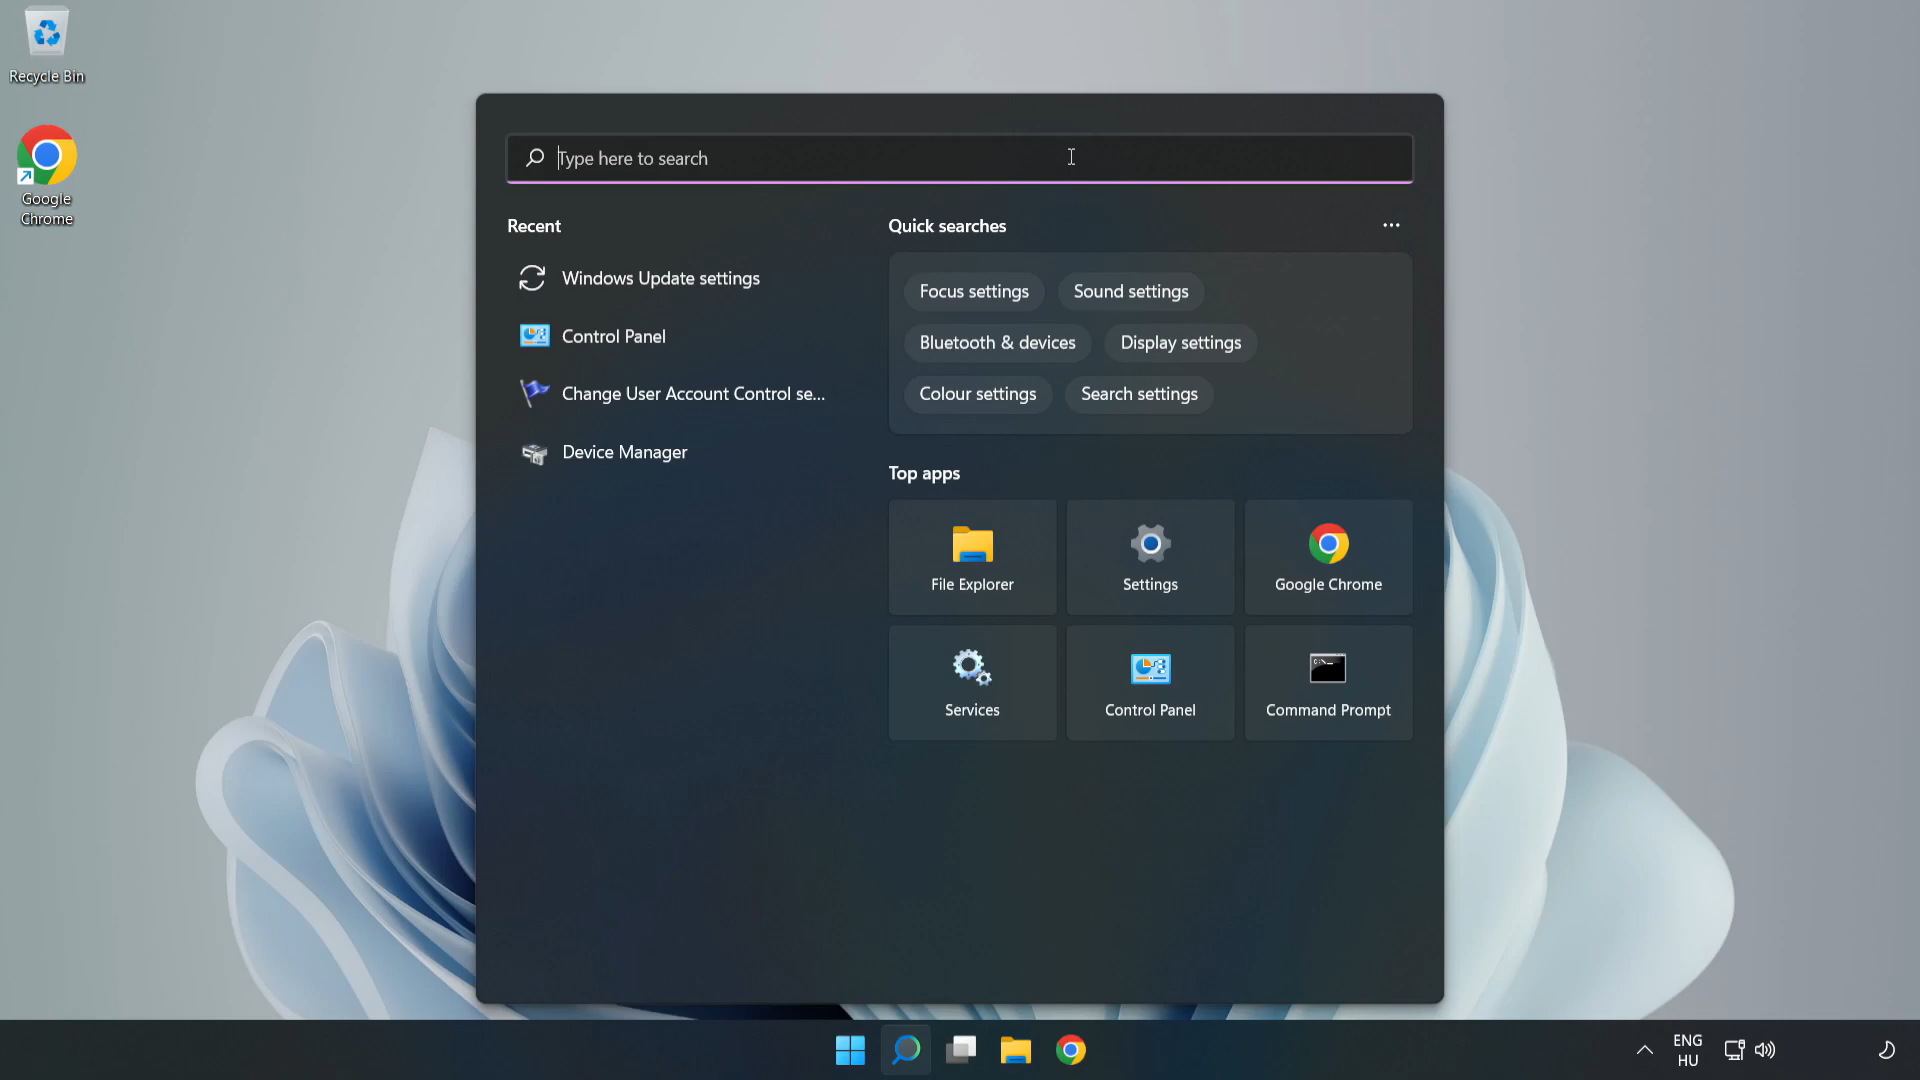 Recycle Bin
Google
Chrome
Type here to search
Recent
Windows Update settings
Control Panel
Change User Account Control se...
Device Manager
Quick searches
Focus settings
Sound settings
Bluetooth & devices
Display settings
Colour settings
Search settings
Top apps
File Explorer
Settings
Google Chrome
Services
Control Panel
Command Prompt
ENG
HU